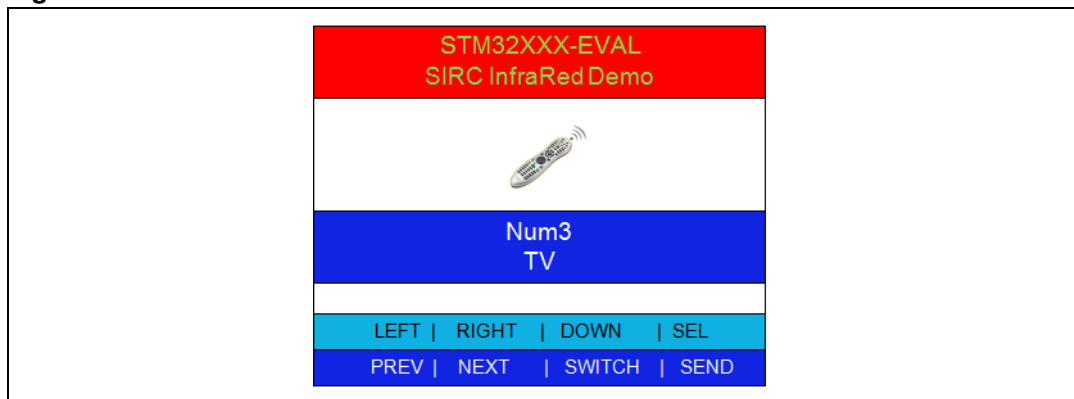 STM32XXX-EVAL
SIRC InfraRed Demo
Num3
TV
LEFT | RIGHT | DOWN | SEL
PREV | NEXT | SWITCH | SEND